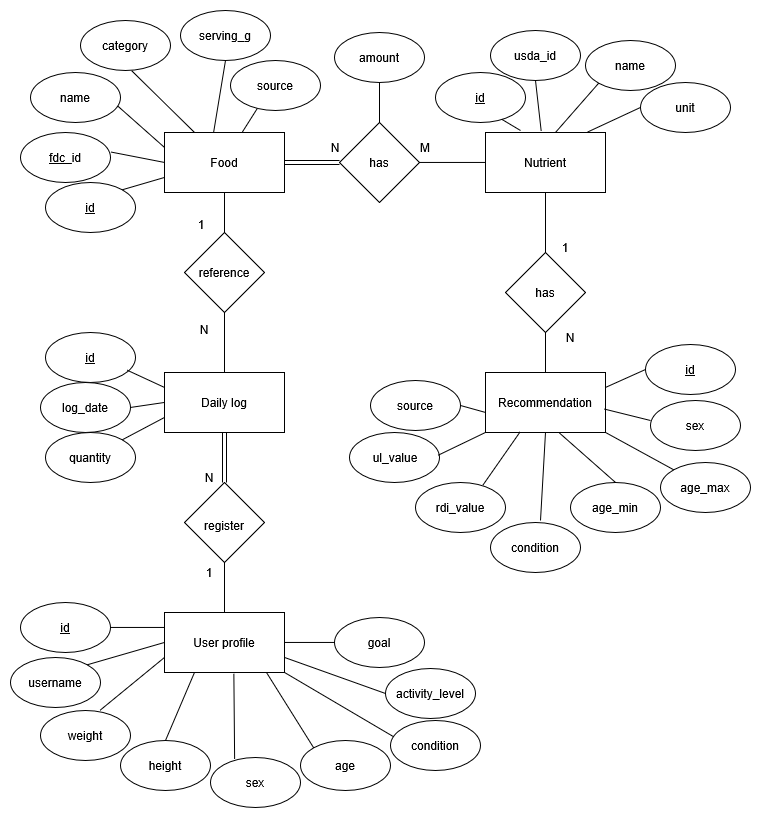 serving_g
category
amount
usda_id
name
source
id
name
unit
N
M
Food
has
Nutrient
fdc_id
id
1
1
reference
has
N
N
id
id
log_date
Daily log
source
Recommendation
sex
quantity
ul_value
N
age_max
rdi_value
age_min
register
condition
1
id
User profile
goal
username
activity_level
weight
condition
height
age
sex